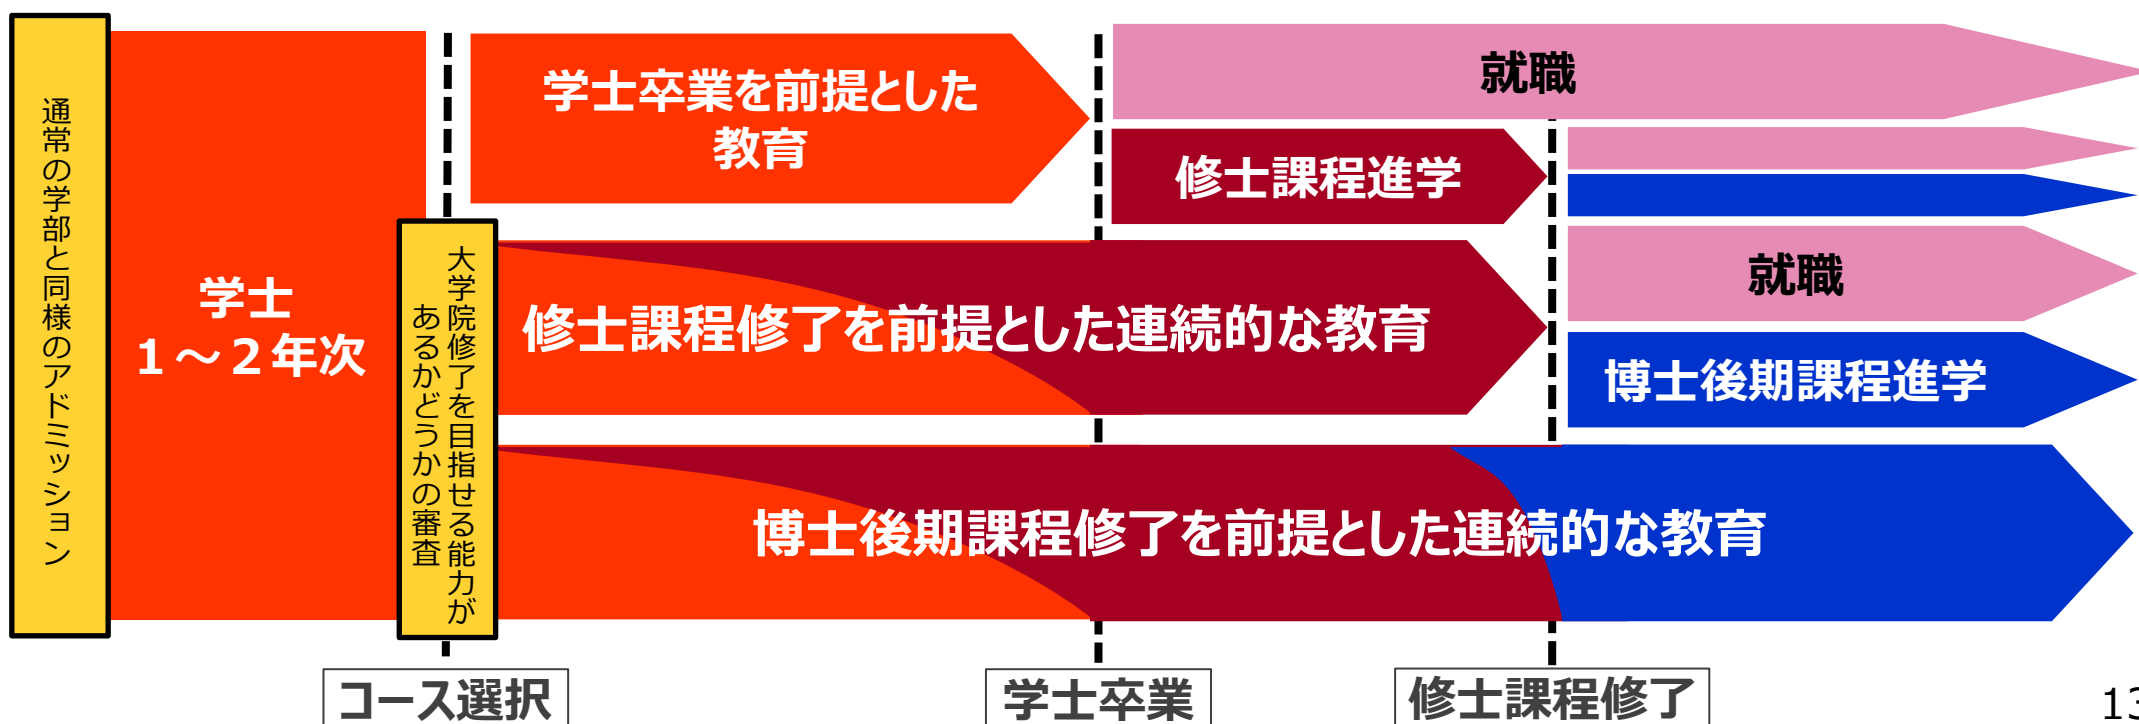 通常の学部と同様のアドミッション
学士
１～２年次
大学院修了を目指せる能力が
あるかどうかの審査
学士卒業を前提とした
教育
就職
修士課程進学
修士課程修了を前提とした連続的な教育
就職
博士後期課程進学
博士後期課程修了を前提とした連続的な教育
コース選択
学士卒業
修士課程修了
13